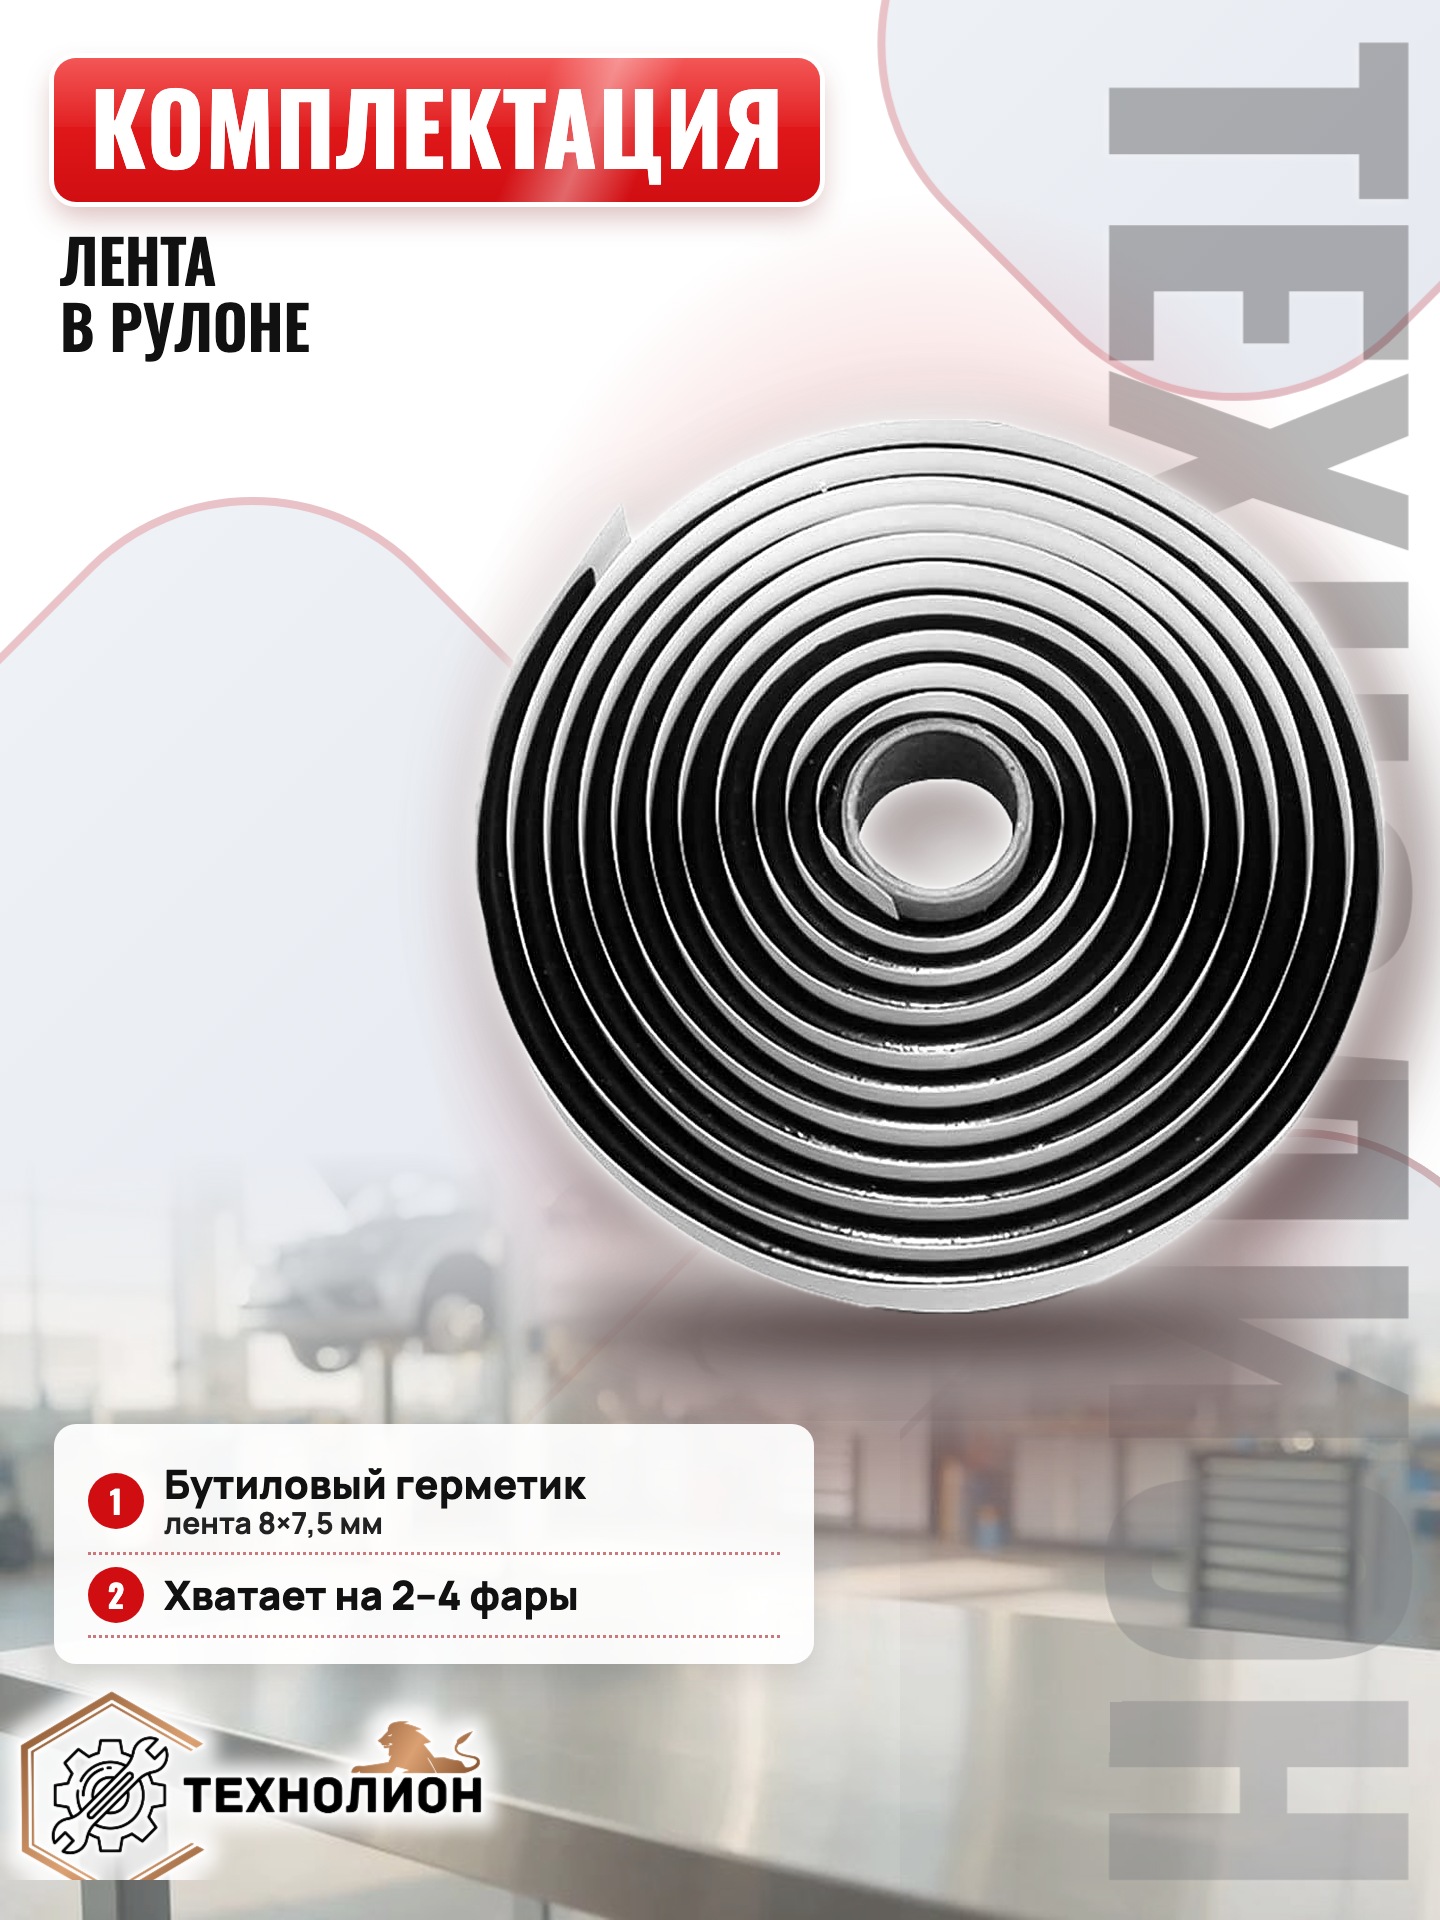 КОМПЛЕКТАЦИЯ
ЛЕНТА
В РУЛОНЕ
ТЕХНОЛИОН
1 Бутиловый герметик
лента 8×7,5 мм
2 Хватает на 2–4 фары
ТЕХНОЛИОН